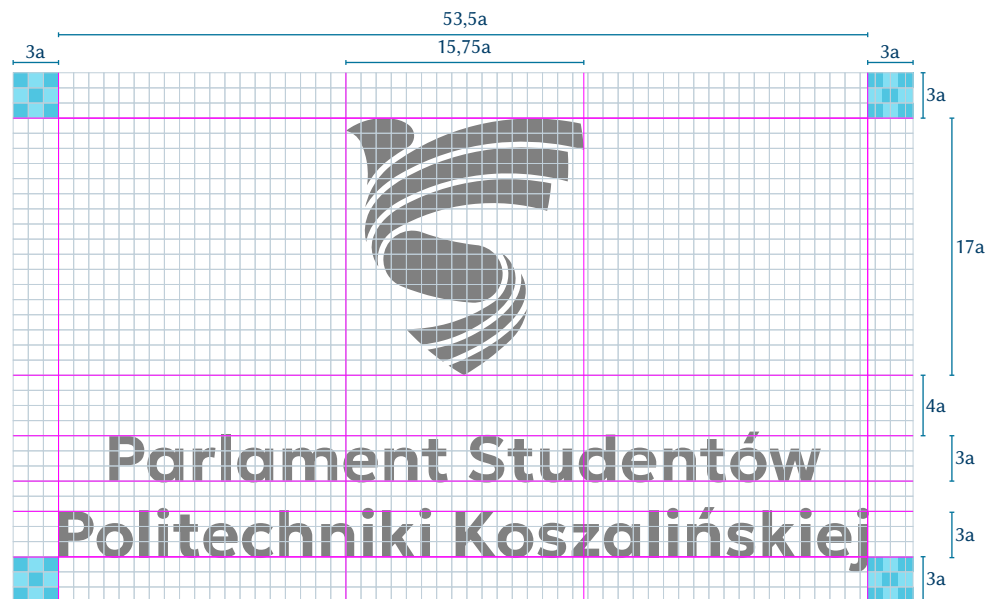 53,5a
3a 15,75a 3a
3a
17a
4a
Parlament Studentów 3a
Politechniki Koszalińskiej 3a
3a